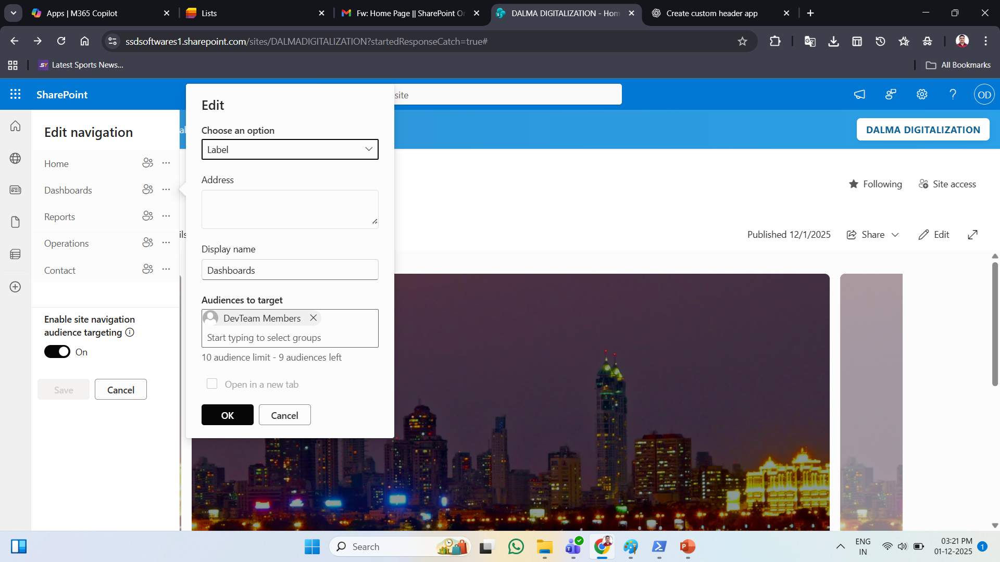 Apps | M365 Copilot
Lists
Fw: Home Page || SharePoint Or
DALMA DIGITALIZATION - Hom
Create custom header app
ssdsoftwares1.sharepoint.com/sites/DALMADIGITALIZATION?startedResponseCatch=true#
SY Latest Sports News...
All Bookmarks
SharePoint
site
OD
Edit navigation
al
DALMA DIGITALIZATION
Home
Dashboards
Reports
Operations
Contact
Enable site navigation
audience targeting
On
Save
Cancel
Edit
Choose an option
Label
Address
Display name
Dashboards
Audiences to target
DevTeam Members
Start typing to select groups
10 audience limit - 9 audiences left
Open in a new tab
OK
Cancel
Following
Site access
ils
Published 12/1/2025
Share
Edit
Search
ENG
IN
03:21 PM
01-12-2025
1